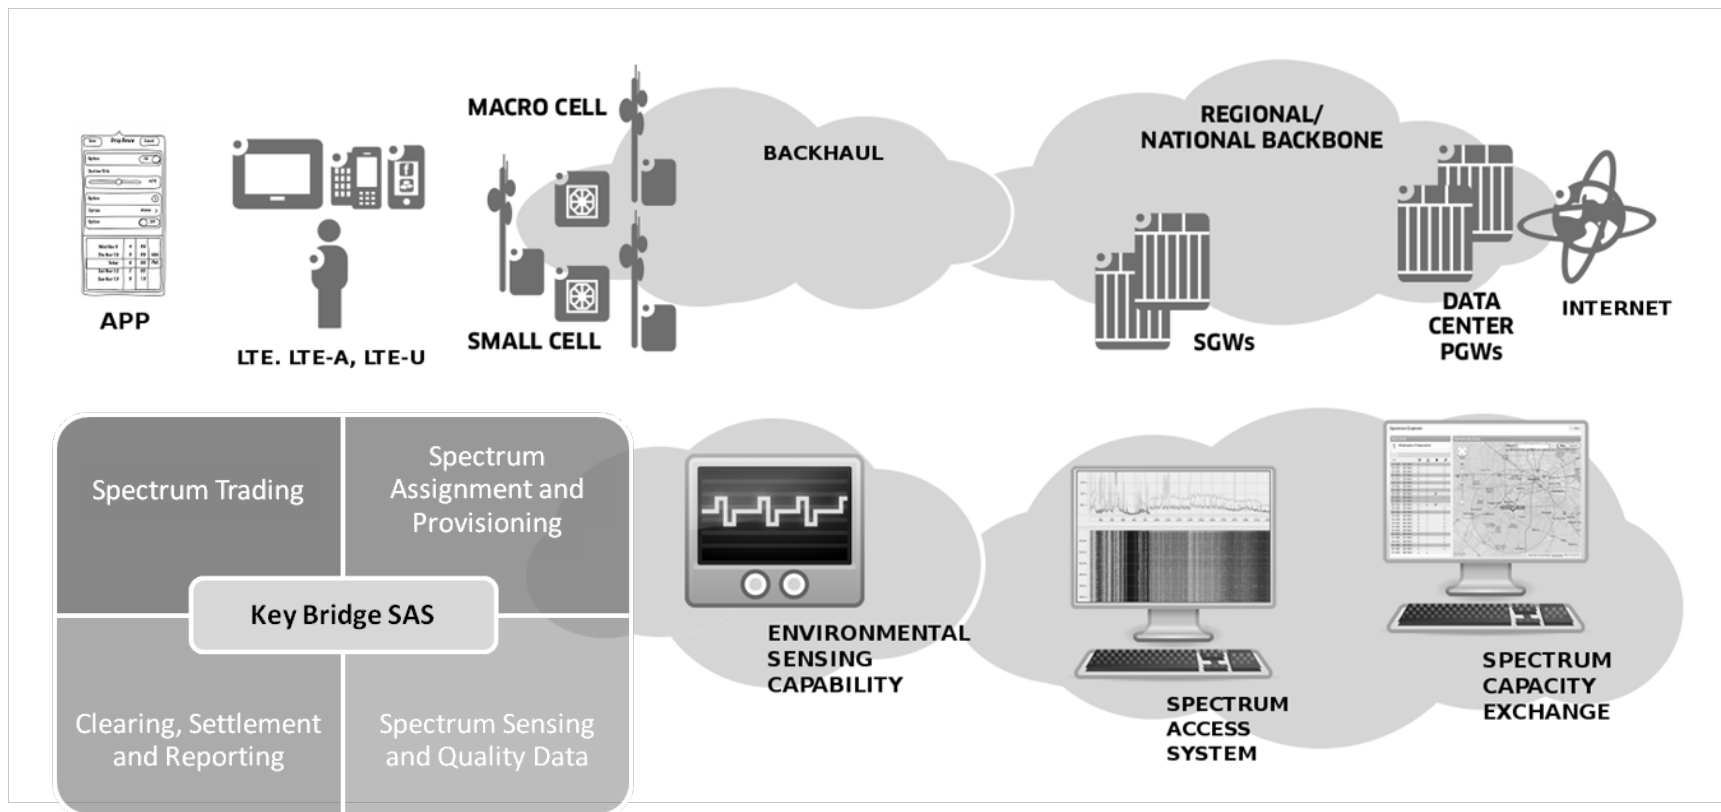 MACRO CELL
BACKHAUL
REGIONAL/
NATIONAL BACKBONE
APP
LTE. LTE-A, LTE-U
SMALL CELL
SGWs
DATA
CENTER
PGWs
INTERNET
Spectrum Trading
Spectrum
Assignment and
Provisioning
Key Bridge SAS
Clearing, Settlement
and Reporting
Spectrum Sensing
and Quality Data
ENVIRONMENTAL
SENSING
CAPABILITY
SPECTRUM
ACCESS
SYSTEM
SPECTRUM
CAPACITY
EXCHANGE